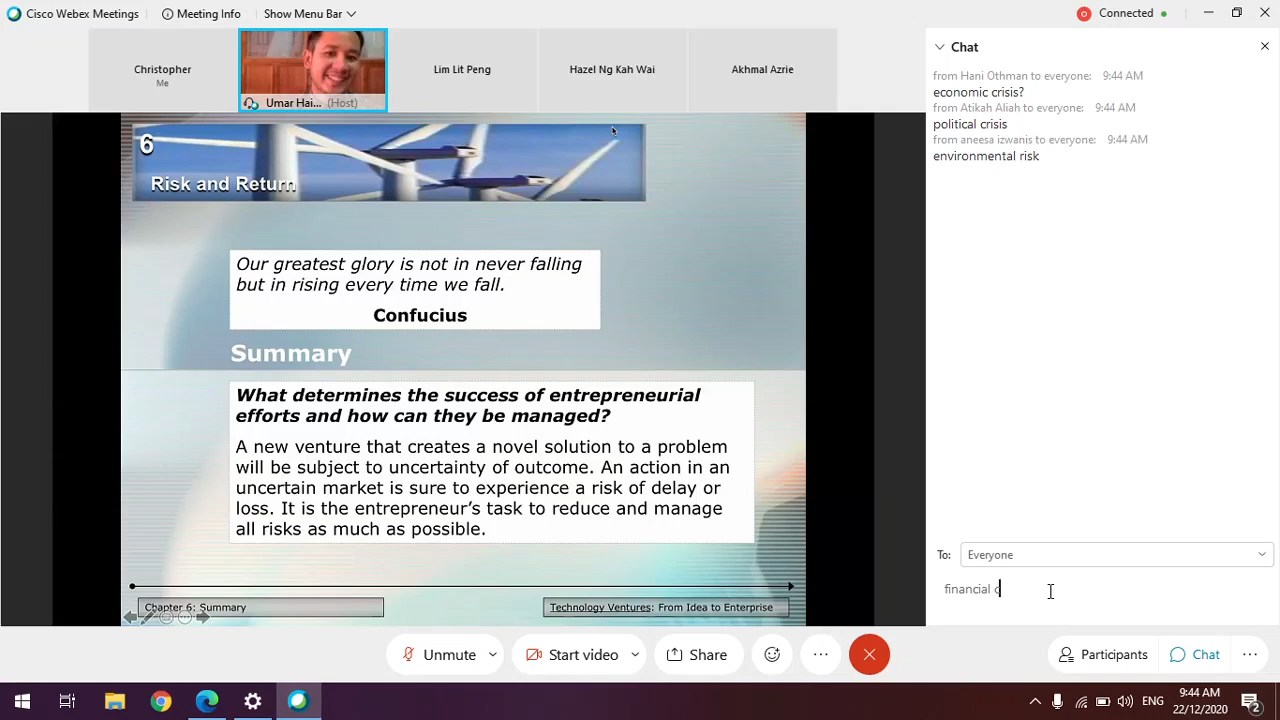 Cisco Webex Meetings
Meeting Info
Show Menu Bar
Connected
Christopher
Me
Umar Hai... (Host)
Lim Lit Peng
Hazel Ng Kah Wai
Akhmal Azrie
6
Risk and Return
Our greatest glory is not in never falling
but in rising every time we fall.
Confucius
Summary
What determines the success of entrepreneurial
efforts and how can they be managed?
A new venture that creates a novel solution to a problem
will be subject to uncertainty of outcome. An action in an
uncertain market is sure to experience a risk of delay or
loss. It is the entrepreneur's task to reduce and manage
all risks as much as possible.
Chapter 6: Summary
Technology Ventures: From Idea to Enterprise
Chat
from Hani Othman to everyone: 9:44 AM
economic crisis?
from Atikah Aliah to everyone: 9:44 AM
political crisis
from aneesa izwanis to everyone: 9:44 AM
environmental risk
To: Everyone
financial c
Unmute
Start video
Share
Participants
Chat
ENG
9:44 AM
22/12/2020
2